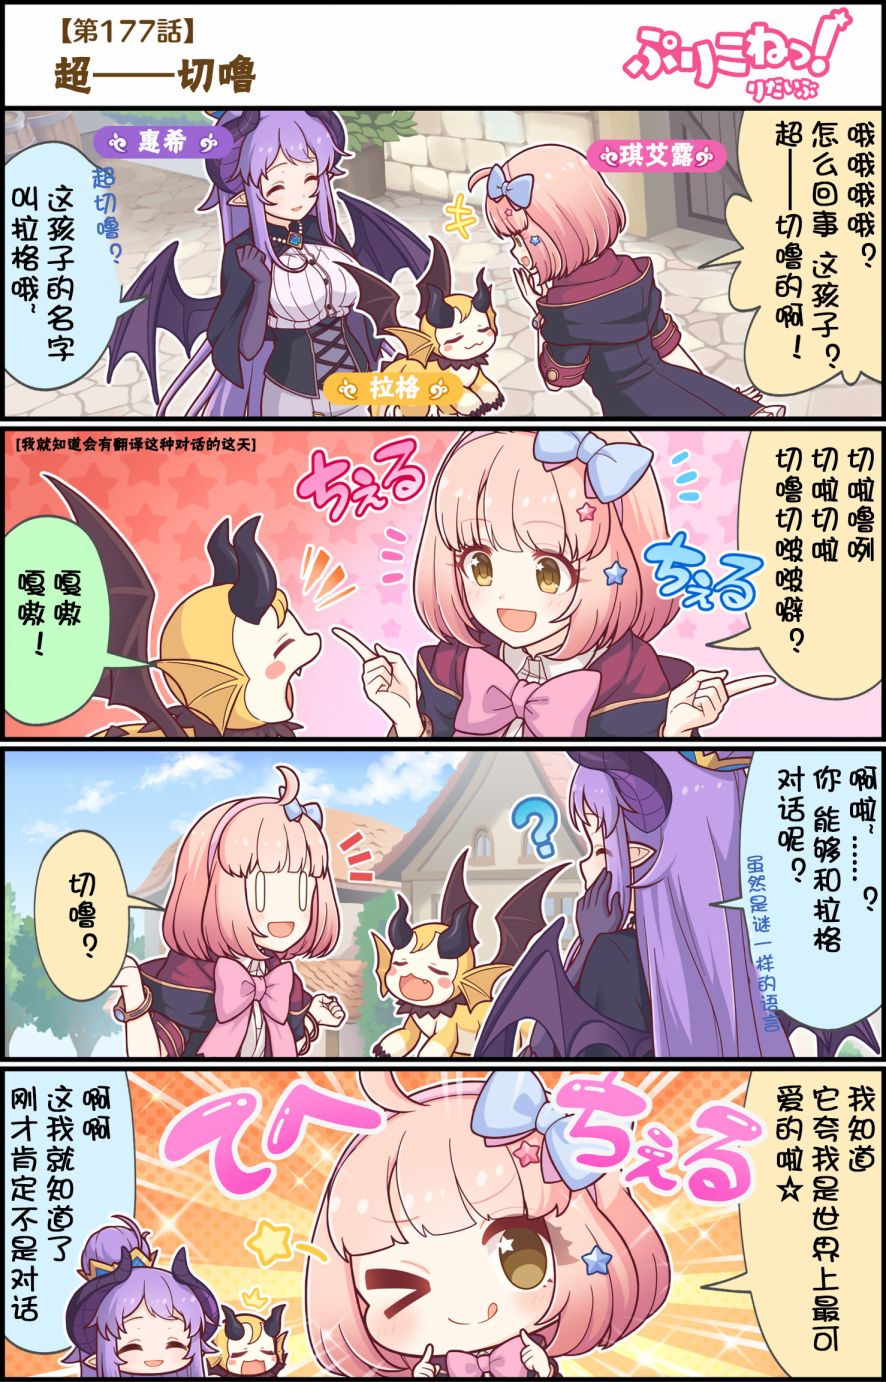 【第177話】
超——切噜
ぷりこねっ!
りだいぶ
哦哦哦哦?
怎么回事 这孩子?
超——切噜的啊!
琪艾露
惠希
超切噜?
这孩子的名字
叫拉格哦~
拉格
[我就知道会有翻译这种对话的这天]
切啦噜咧
切啦切啦
切噜切啵啵噼?
ちぇる
ちぇる
嘎嗷
嘎嗷!
啊啦~……?
你 能够和拉格
对话呢?
虽然是谜一样的语言
?
切噜?
我知道
它夸我是世界上最可
爱的啦☆
ちぇる
てへ
啊啊
这我就知道了
刚才肯定不是对话